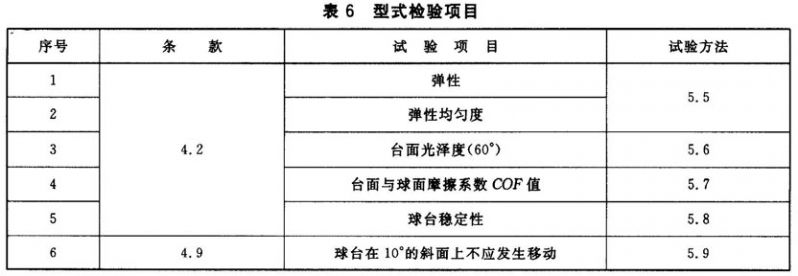 表 6 型式检验项目
序号 条 款 试 验 项 目 试验方法
1 弹性
5.5
2 弹性均匀度
3 4.2 台面光泽度(60°) 5.6
4 台面与球面摩擦系数 COF 值 5.7
5 球台稳定性 5.8
6 4.9 球台在 10°的斜面上不应发生移动 5.9